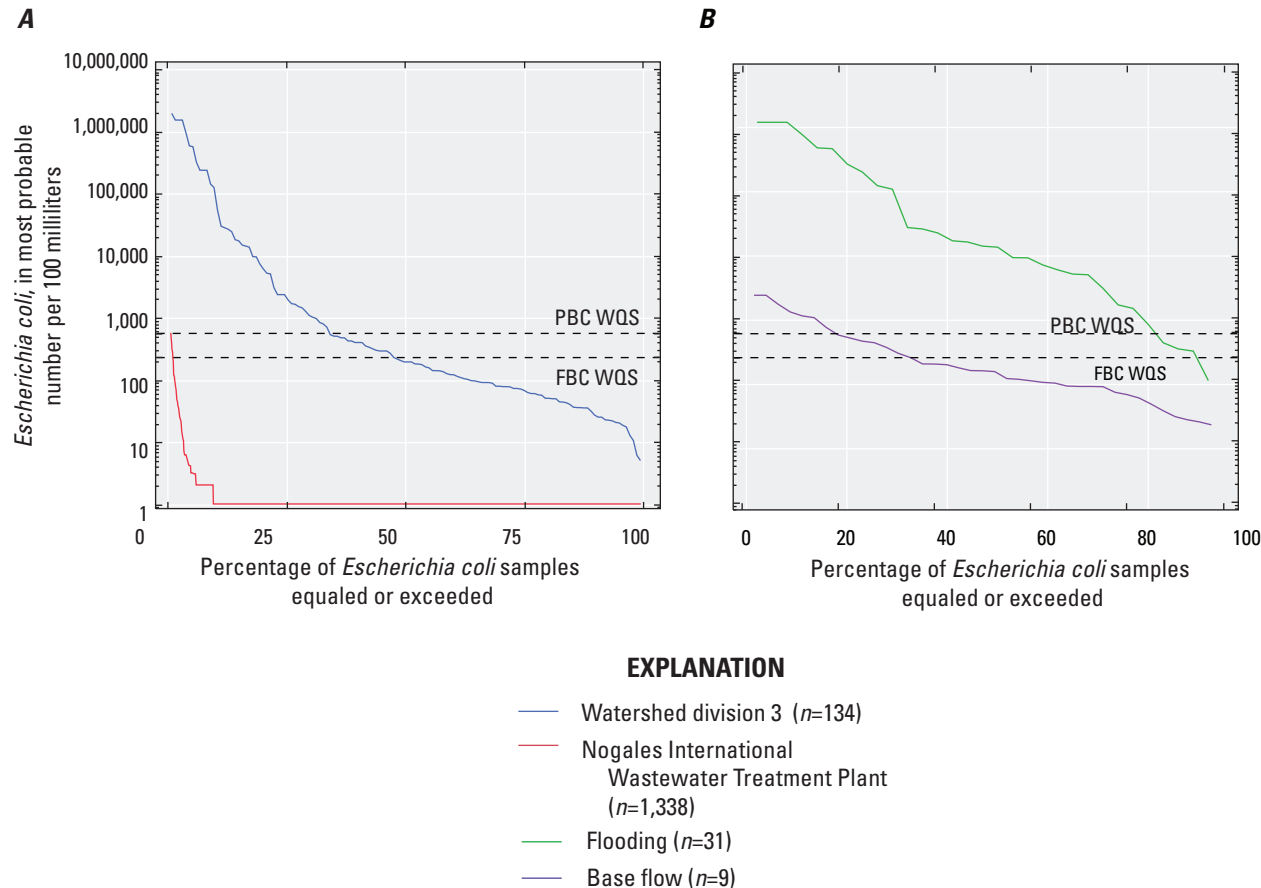 A
B
10,000,000
1,000,000
100,000
10,000
1,000
100
10
1
Escherichia coli, in most probable
number per 100 milliliters
PBC WQS
FBC WQS
PBC WQS
FBC WQS
0 25 50 75 100
0 20 40 60 80 100
Percentage of Escherichia coli samples
equaled or exceeded
Percentage of Escherichia coli samples
equaled or exceeded
EXPLANATION
Watershed division 3 (n=134)
Nogales International
Wastewater Treatment Plant
(n=1,338)
Flooding (n=31)
Base flow (n=9)